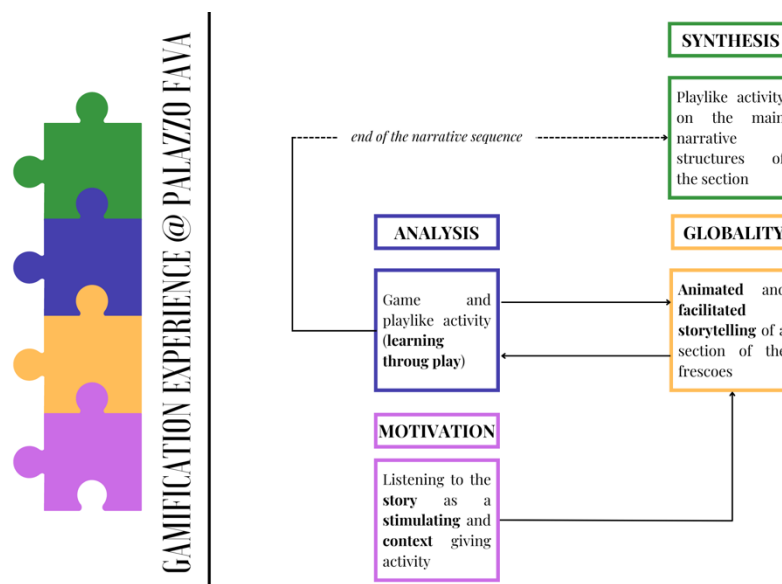 GAMIFICATION EXPERIENCE @ PALAZZO FAVA
SYNTHESIS
Playlike activity
on the main
narrative
structures of
the section
end of the narrative sequence
ANALYSIS
Game and
playlike activity
(learning
throug play)
GLOBALITY
Animated and
facilitated
storytelling of a
section of the
frescoes
MOTIVATION
Listening to the
story as a
stimulating and
context giving
activity